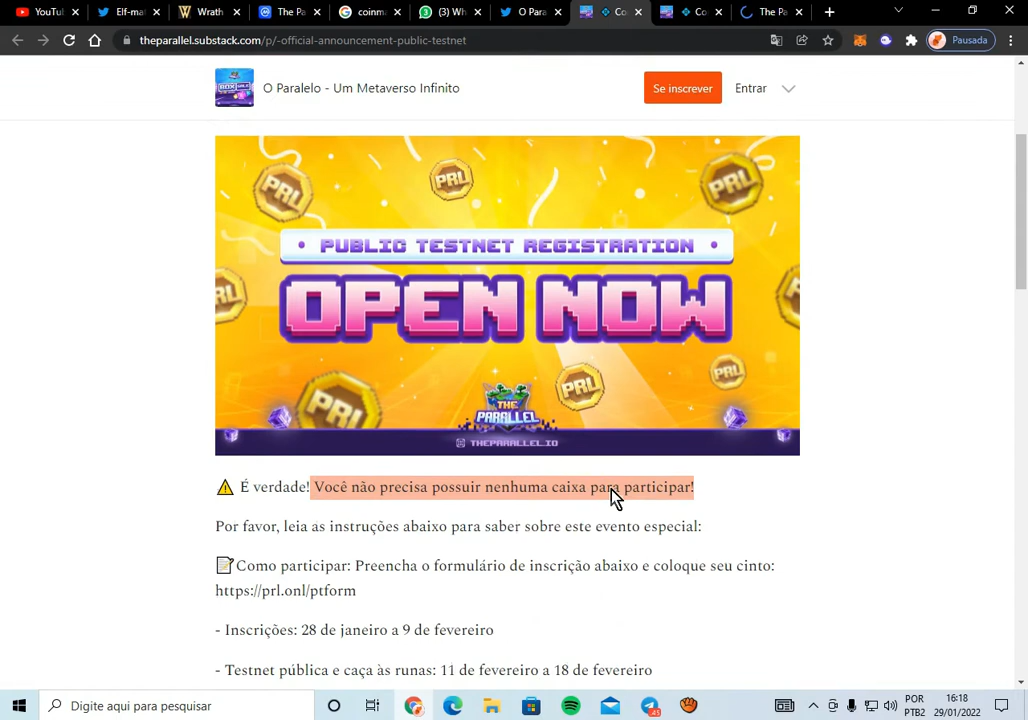 YouTub
Elf-mal
Wrath
The Pa
coinma
(3) Wh
O Para
Co
Co
The Pa
theparallel.substack.com/p/-official-announcement-public-testnet
Pausada
O Paralelo - Um Metaverso Infinito
Se inscrever
Entrar
PRL
PRL
PRL
• PUBLIC TESTNET REGISTRATION •
OPEN NOW
PRL
PRL
PRL
THE
PARALLEL
THEPARALLEL.IO
⚠ É verdade! Você não precisa possuir nenhuma caixa para participar!
Por favor, leia as instruções abaixo para saber sobre este evento especial:
📝Como participar: Preencha o formulário de inscrição abaixo e coloque seu cinto:
https://prl.onl/ptform
- Inscrições: 28 de janeiro a 9 de fevereiro
- Testnet pública e caça às runas: 11 de fevereiro a 18 de fevereiro
Digite aqui para pesquisar
POR
PTB2
16:18
29/01/2022